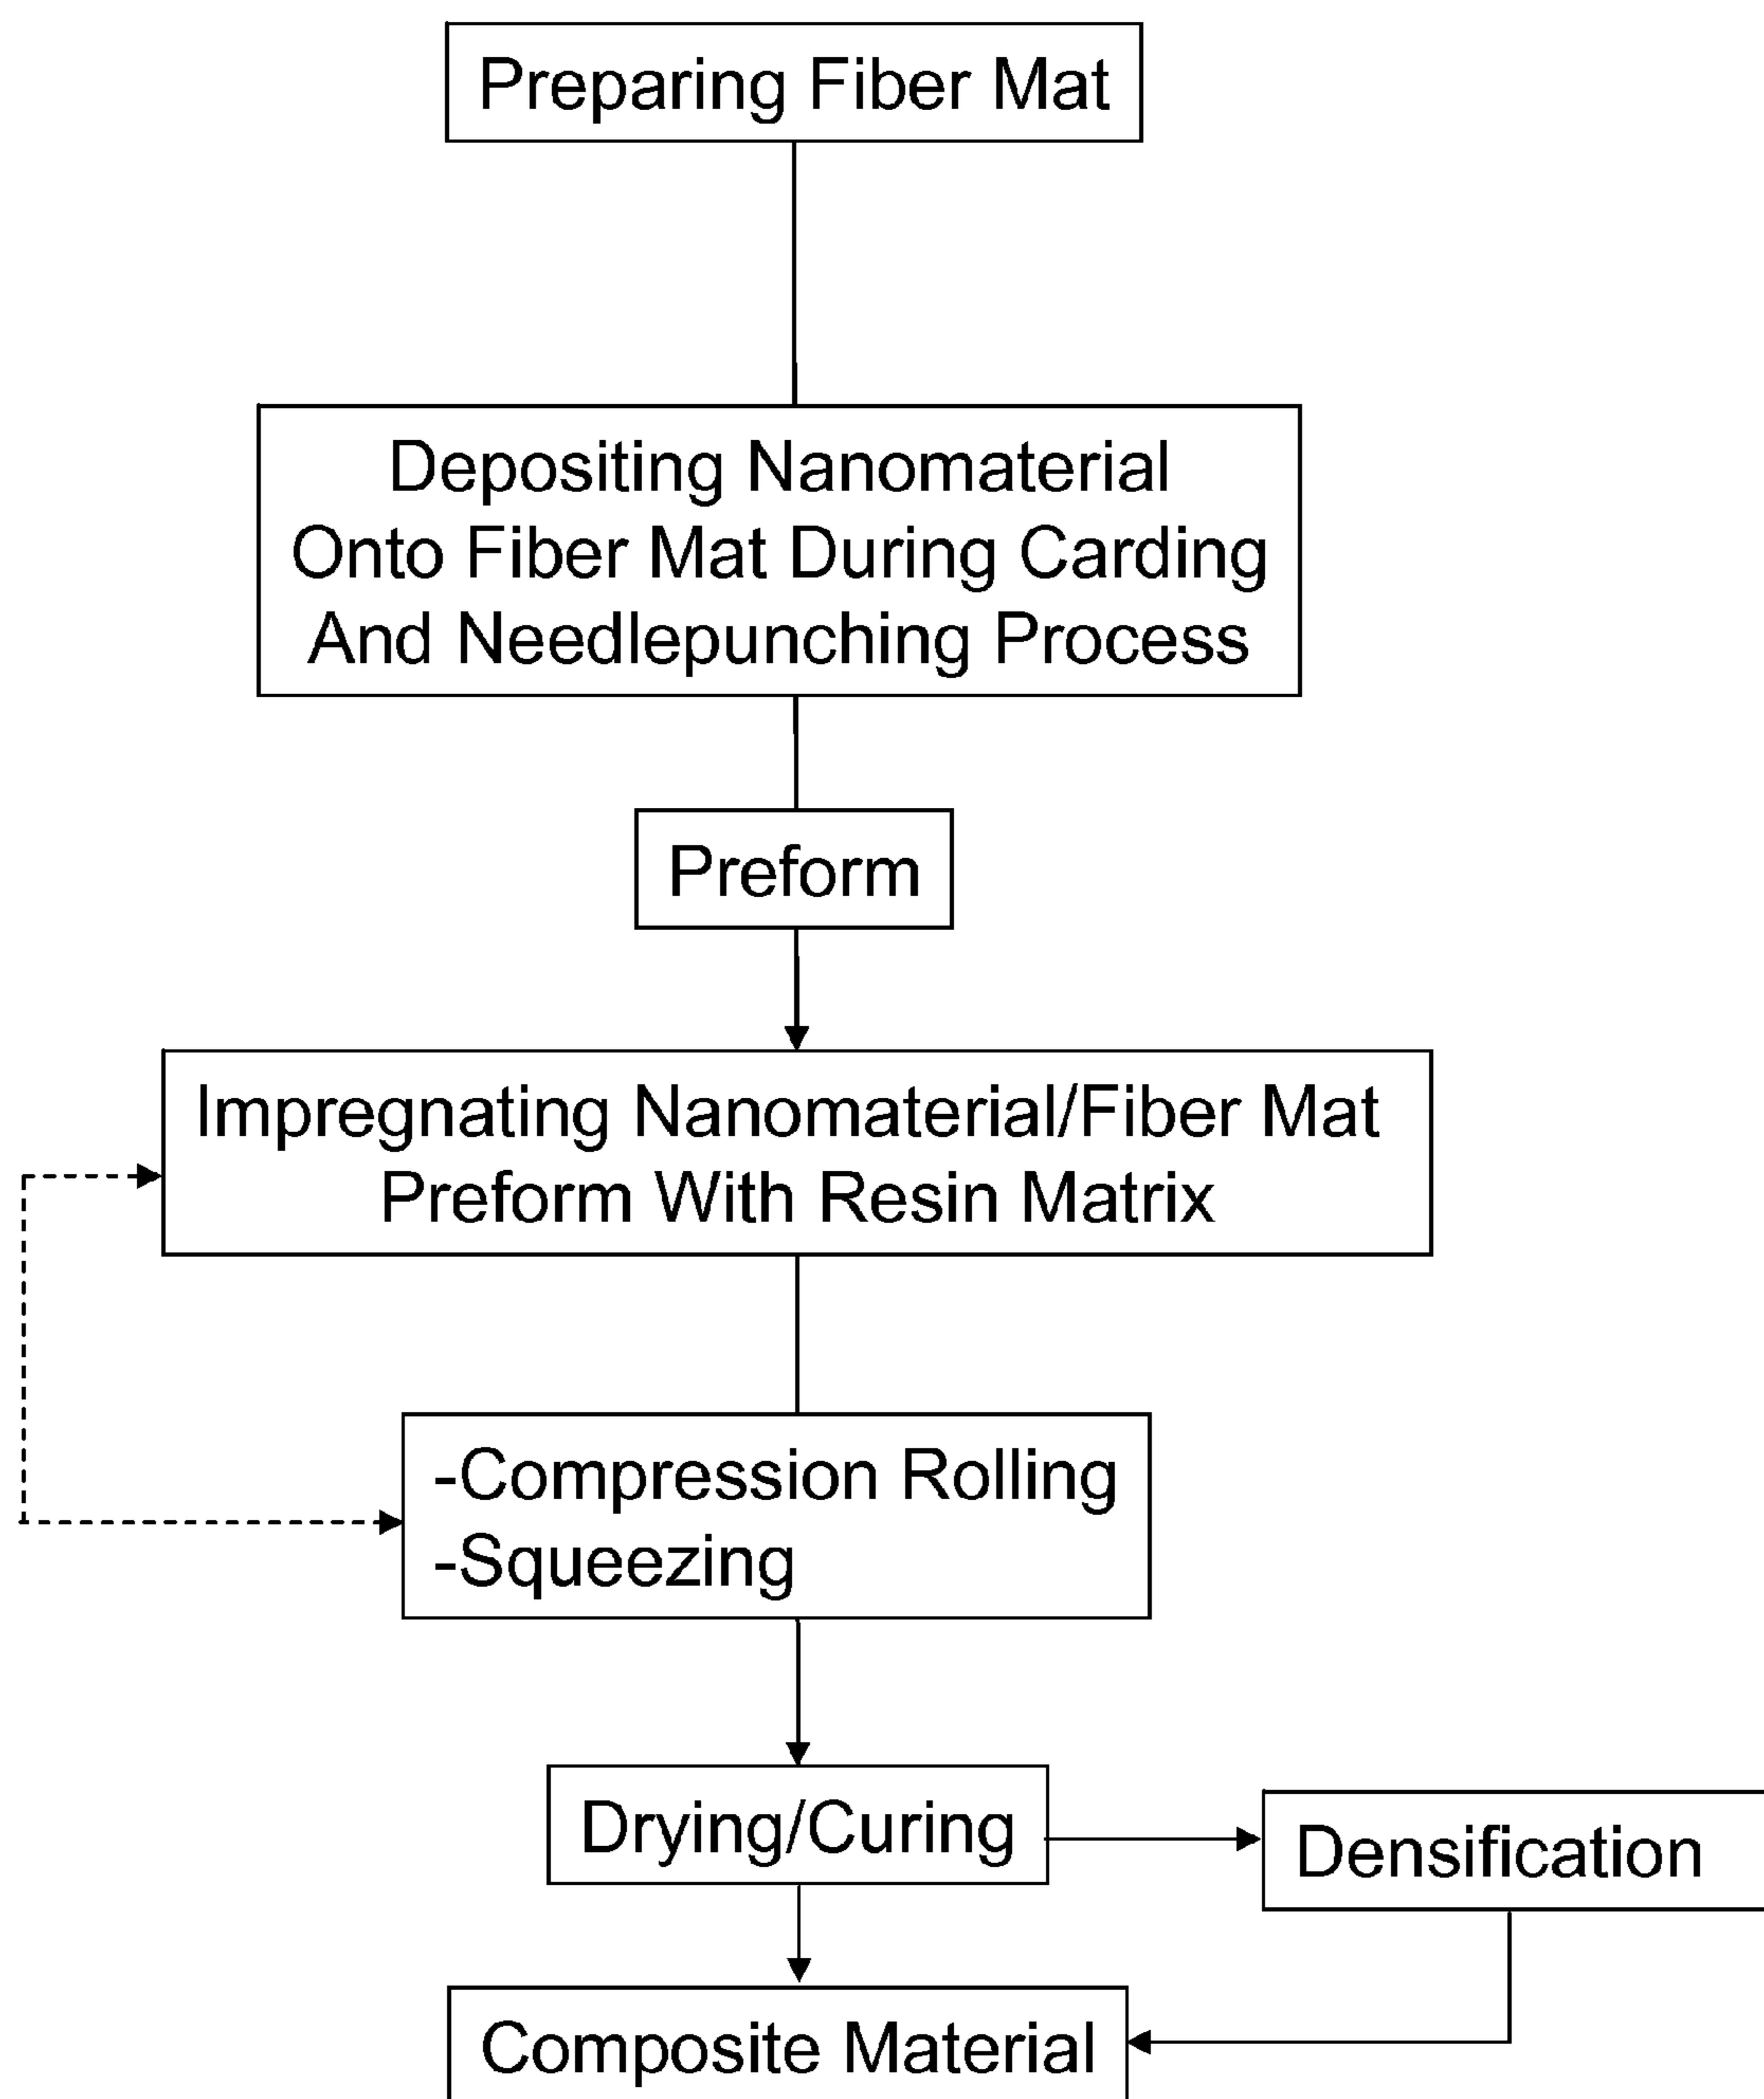 Preparing Fiber Mat
Depositing Nanomaterial
Onto Fiber Mat During Carding
And Needlepunching Process
Preform
Impregnating Nanomaterial/Fiber Mat
Preform With Resin Matrix
-Compression Rolling
-Squeezing
Drying/Curing
Densification
Composite Material